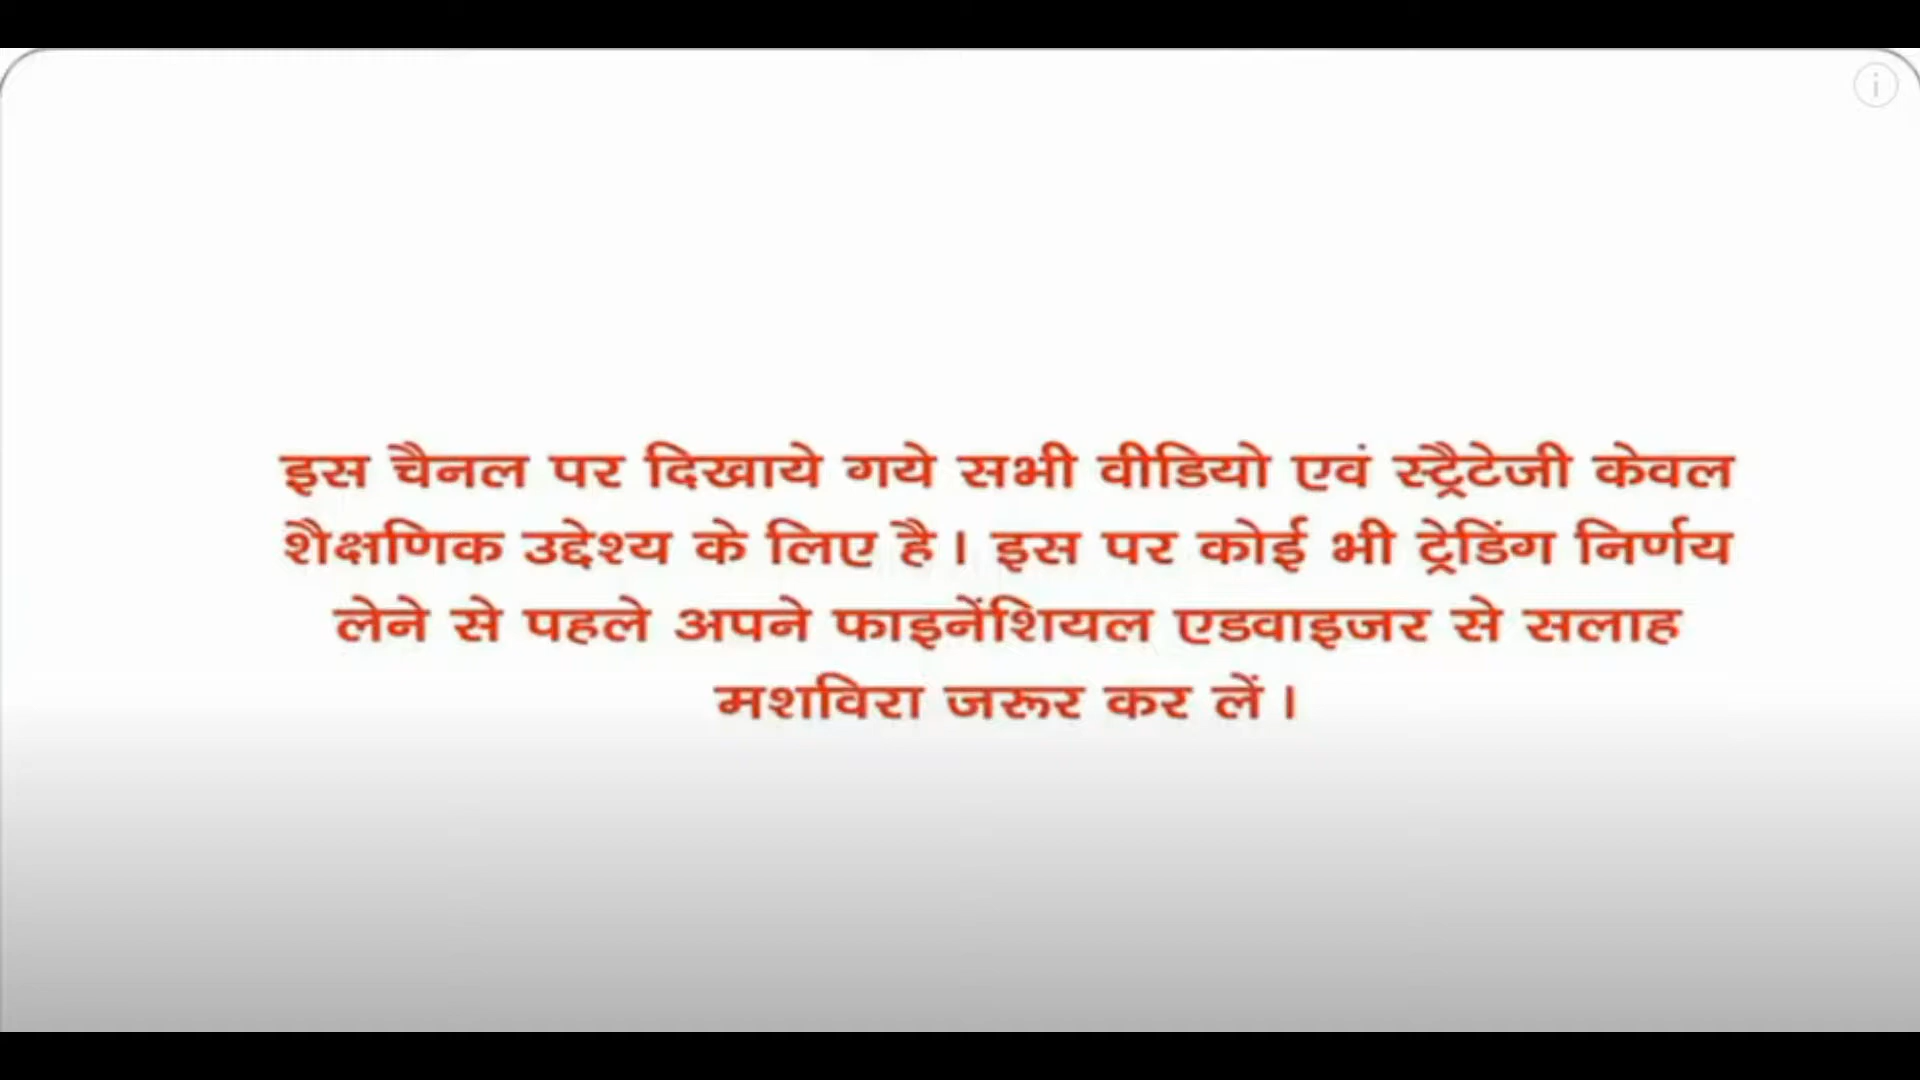 इस चैनल पर दिखाये गये सभी वीडियो एवं स्ट्रैटेजी केवल
शैक्षणिक उद्देश्य के लिए है। इस पर कोई भी ट्रेडिंग निर्णय
लेने से पहले अपने फाइनेंशियल एडवाइजर से सलाह
मशविरा जरूर कर लें।